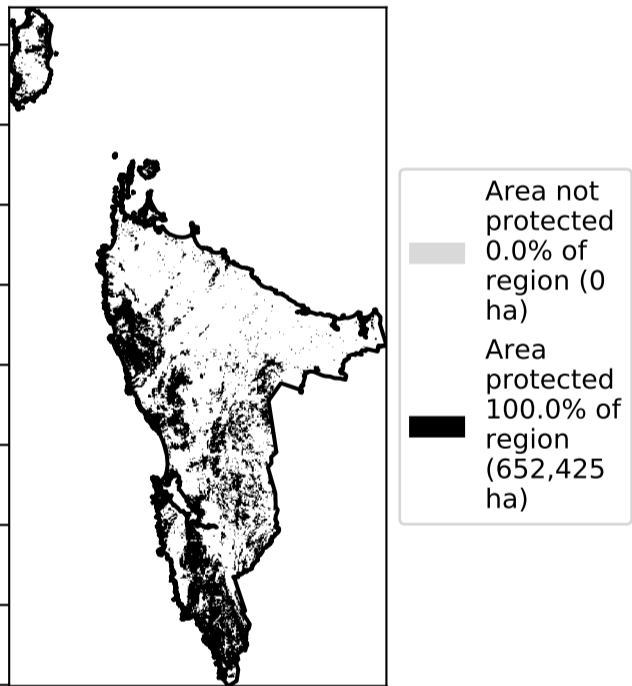 Area not
protected
0.0% of
region (0
ha)
Area
protected
100.0% of
region
(652,425
ha)